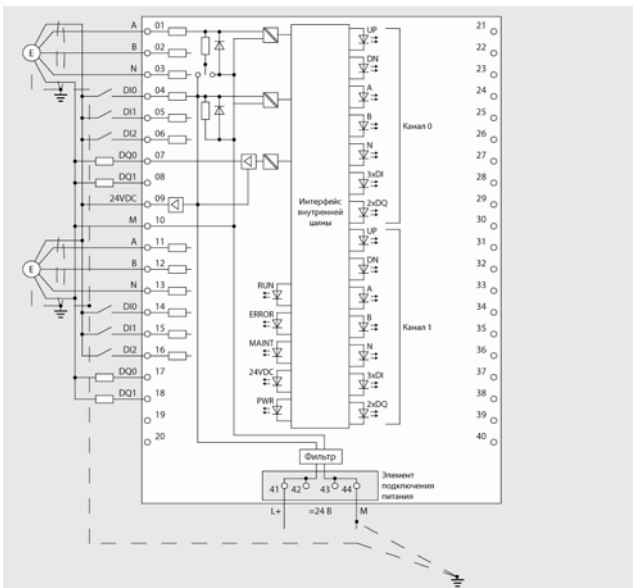 A 01 21
B 02 UP 22
N 03 DN 23
DI0 04 A 24
DI1 05 B 25
DI2 06 Канал 0 26
DQ0 07 N 27
DQ1 08 3xDI 28
24VDC 09 Интерфейс внутренней шины 2xDQ 29
M 10 30
A 11 UP 31
B 12 DN 32
N 13 RUN A 33
DI0 14 ERROR B 34
DI1 15 Канал 1 35
DI2 16 MAINT N 36
DQ0 17 24VDC 3xDI 37
DQ1 18 PWR 2xDQ 38
19 39
20 40
E
E
Фильтр
41 42 43 44
Элемент
подключения
питания
L+ =24 В M